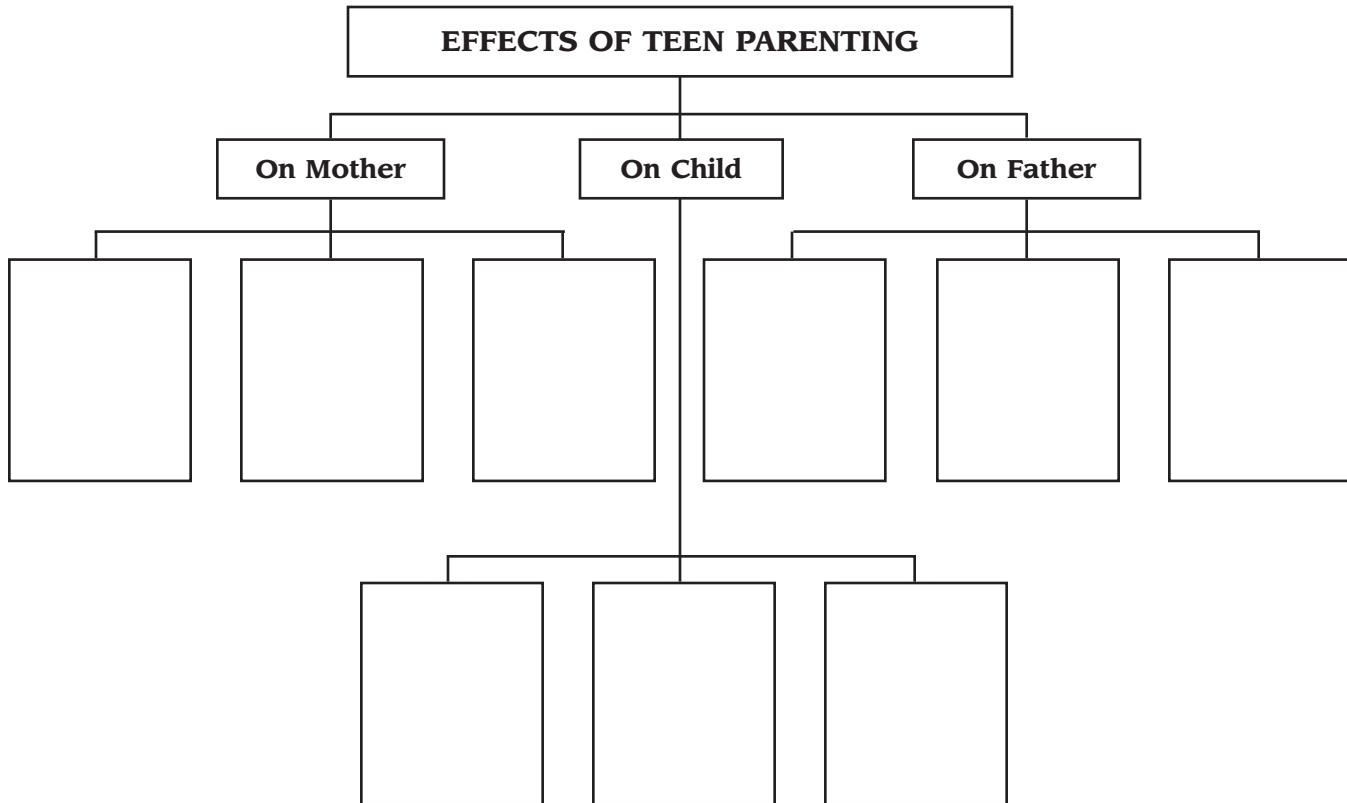 EFFECTS OF TEEN PARENTING
On Mother
On Child
On Father